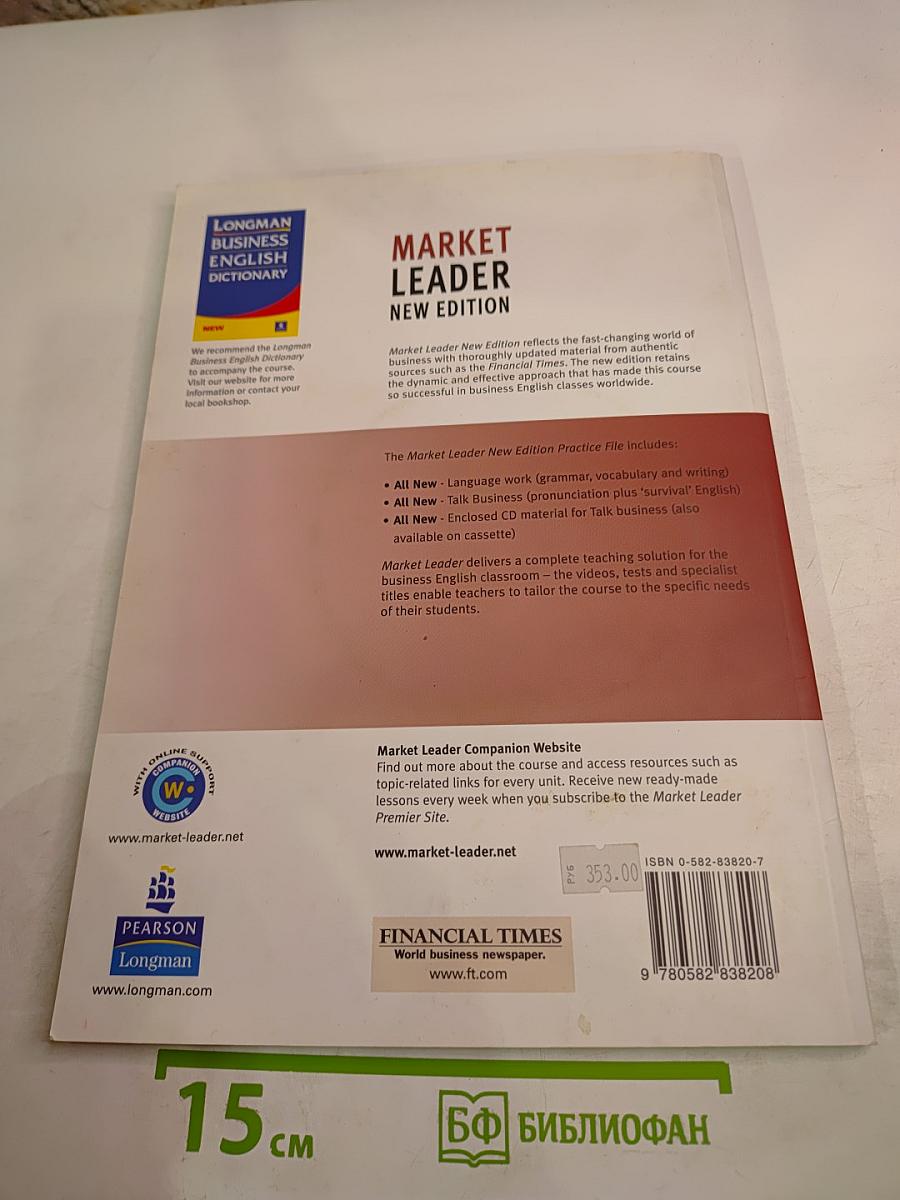 LONGMAN
BUSINESS
ENGLISH
DICTIONARY
NEW
We recommend the Longman
Business English Dictionary
to accompany the course.
Visit our website for more
information or contact your
local bookshop.
MARKET
LEADER
NEW EDITION
Market Leader New Edition reflects the fast-changing world of
business with thoroughly updated material from authentic
sources such as the Financial Times. The new edition retains
the dynamic and effective approach that has made this course
so successful in business English classes worldwide.
The Market Leader New Edition Practice File includes:
• All New - Language work (grammar, vocabulary and writing)
• All New - Talk Business (pronunciation plus 'survival' English)
• All New - Enclosed CD material for Talk business (also
available on cassette)
Market Leader delivers a complete teaching solution for the
business English classroom – the videos, tests and specialist
titles enable teachers to tailor the course to the specific needs
of their students.
WITH ONLINE SUPPORT
COMPANION
W
WEBSITE
www.market-leader.net
PEARSON
Longman
www.longman.com
Market Leader Companion Website
Find out more about the course and access resources such as
topic-related links for every unit. Receive new ready-made
lessons every week when you subscribe to the Market Leader
Premier Site.
www.market-leader.net
РУБ 353.00
ISBN 0-582-83820-7
9 780582 838208
FINANCIAL TIMES
World business newspaper.
www.ft.com
15 см
БФ БИБЛИОФАН